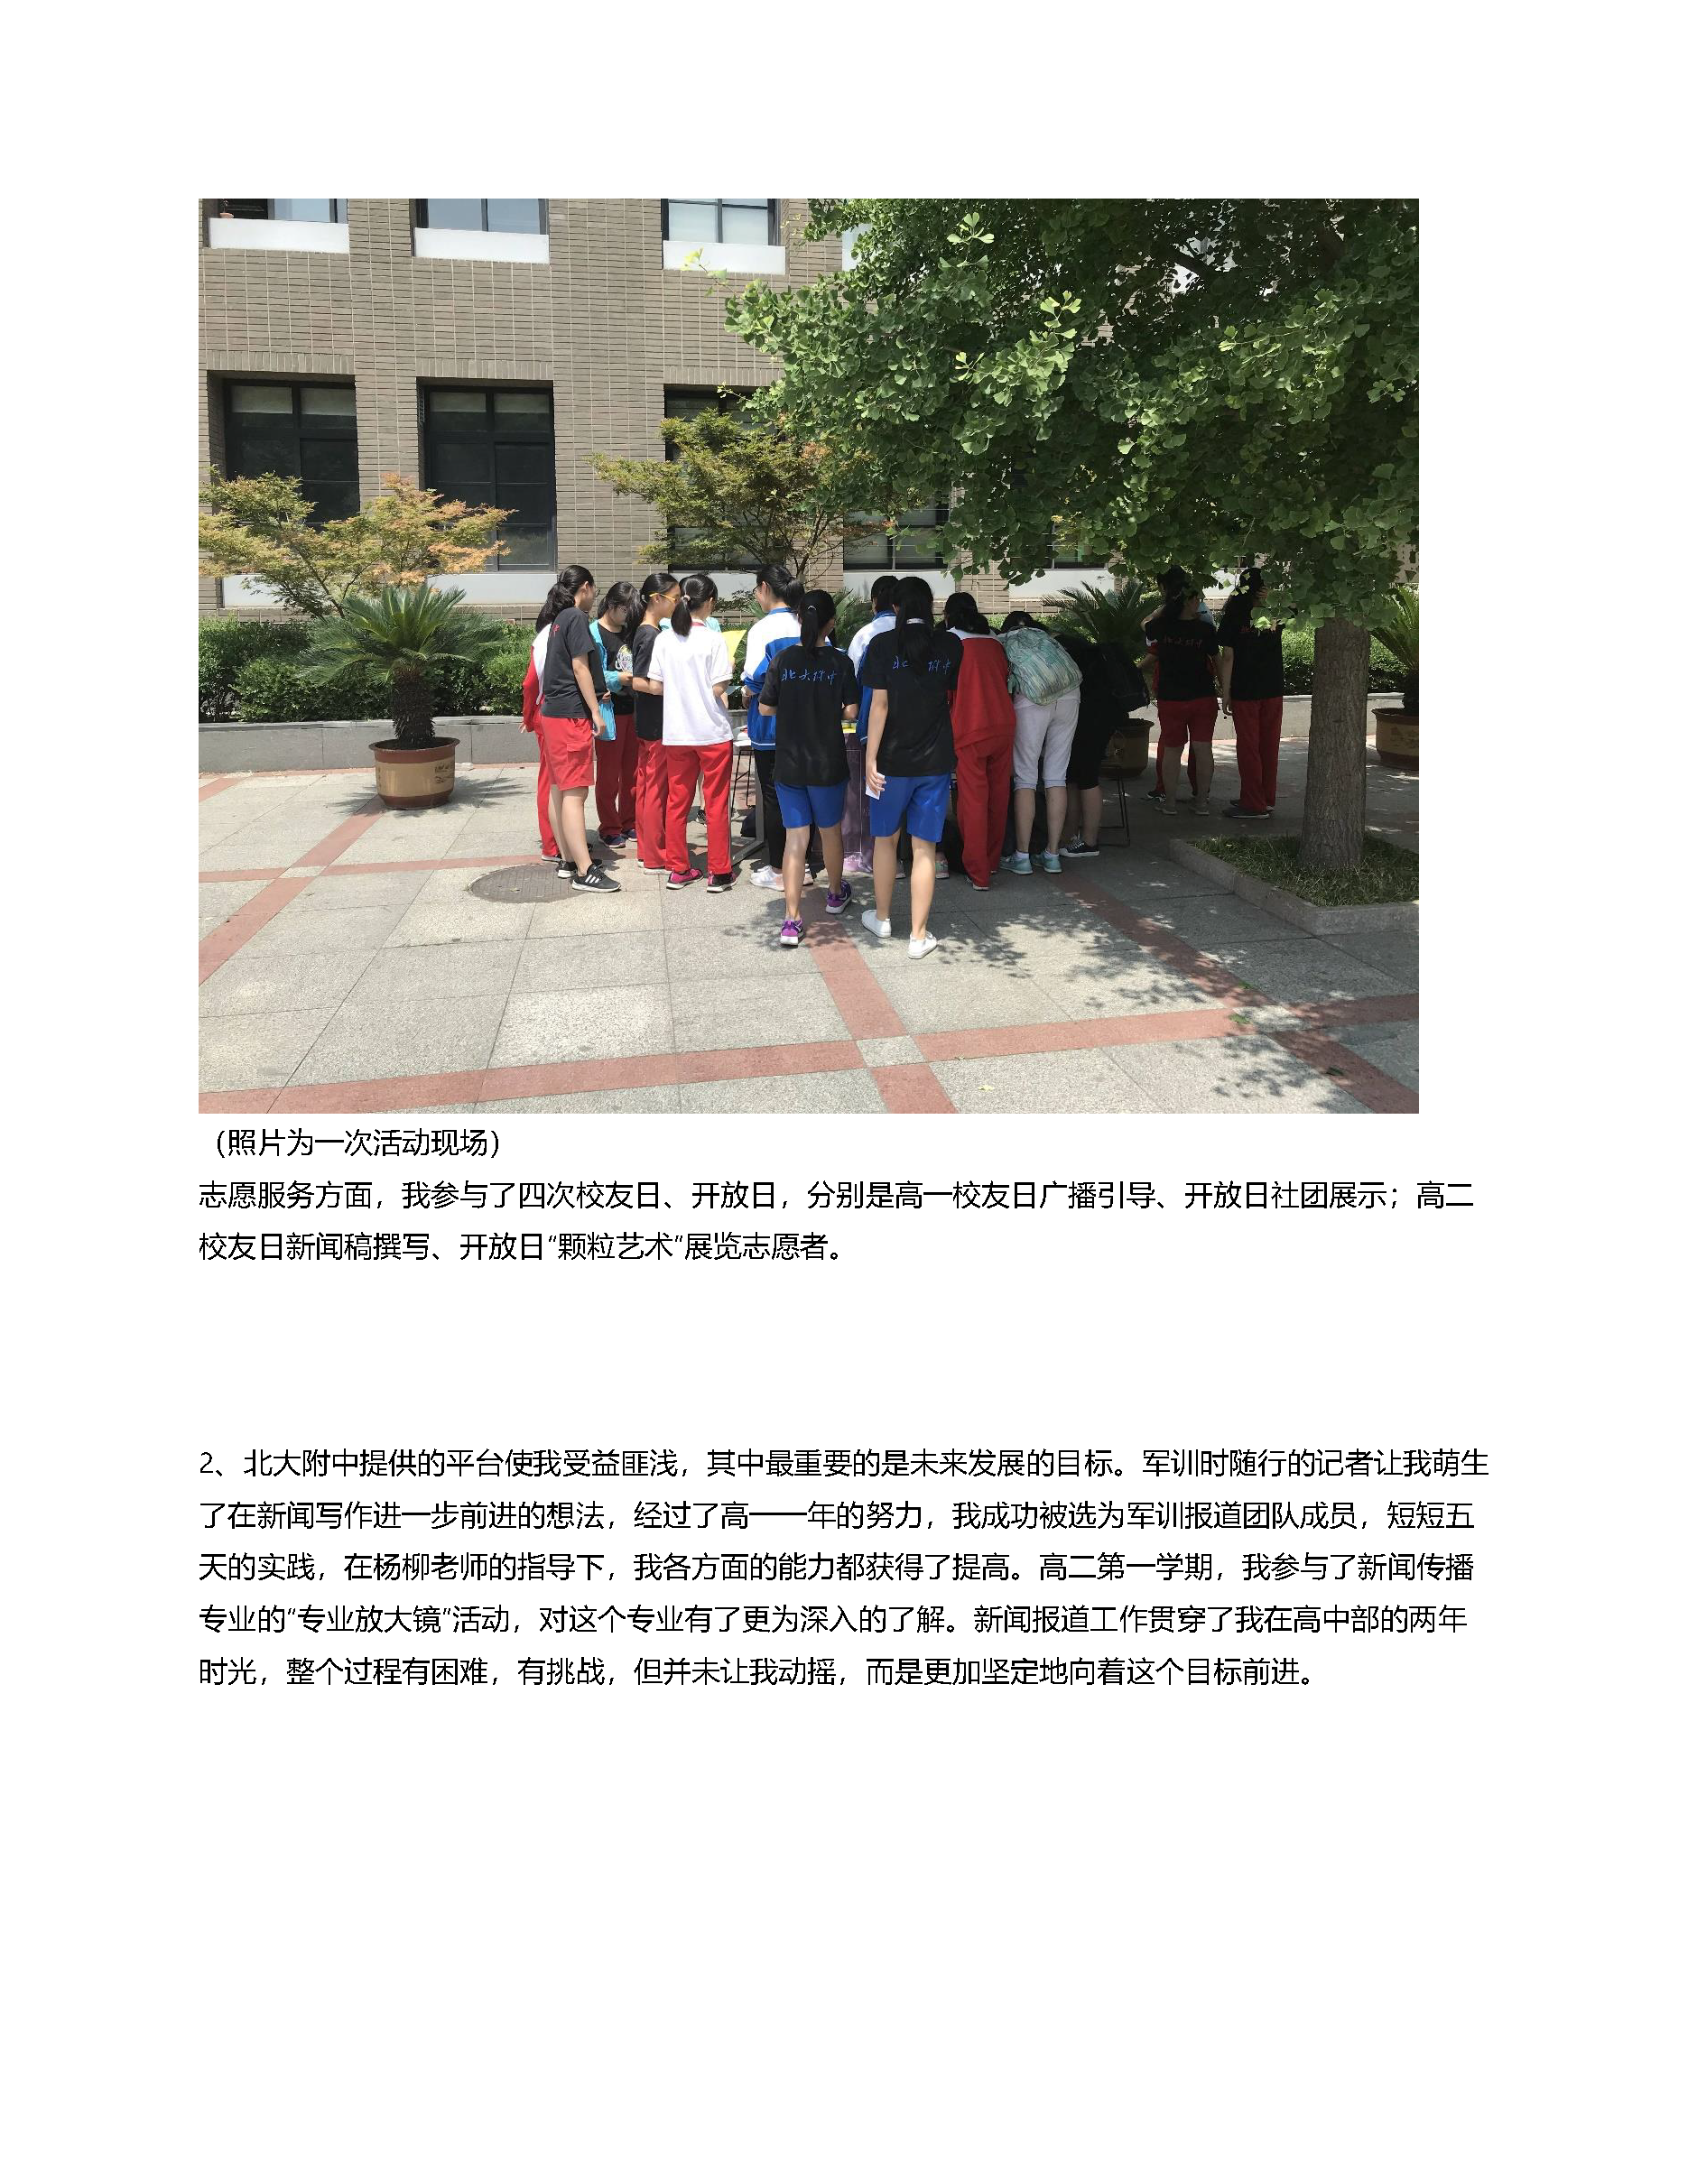 北大附中
北 附中
（照片为一次活动现场）
志愿服务方面，我参与了四次校友日、开放日，分别是高一校友日广播引导、开放日社团展示；高二
校友日新闻稿撰写、开放日“颗粒艺术”展览志愿者。
2、北大附中提供的平台使我受益匪浅，其中最重要的是未来发展的目标。军训时随行的记者让我萌生
了在新闻写作进一步前进的想法，经过了高一一年的努力，我成功被选为军训报道团队成员，短短五
天的实践，在杨柳老师的指导下，我各方面的能力都获得了提高。高二第一学期，我参与了新闻传播
专业的“专业放大镜”活动，对这个专业有了更为深入的了解。新闻报道工作贯穿了我在高中部的两年
时光，整个过程有困难，有挑战，但并未让我动摇，而是更加坚定地向着这个目标前进。